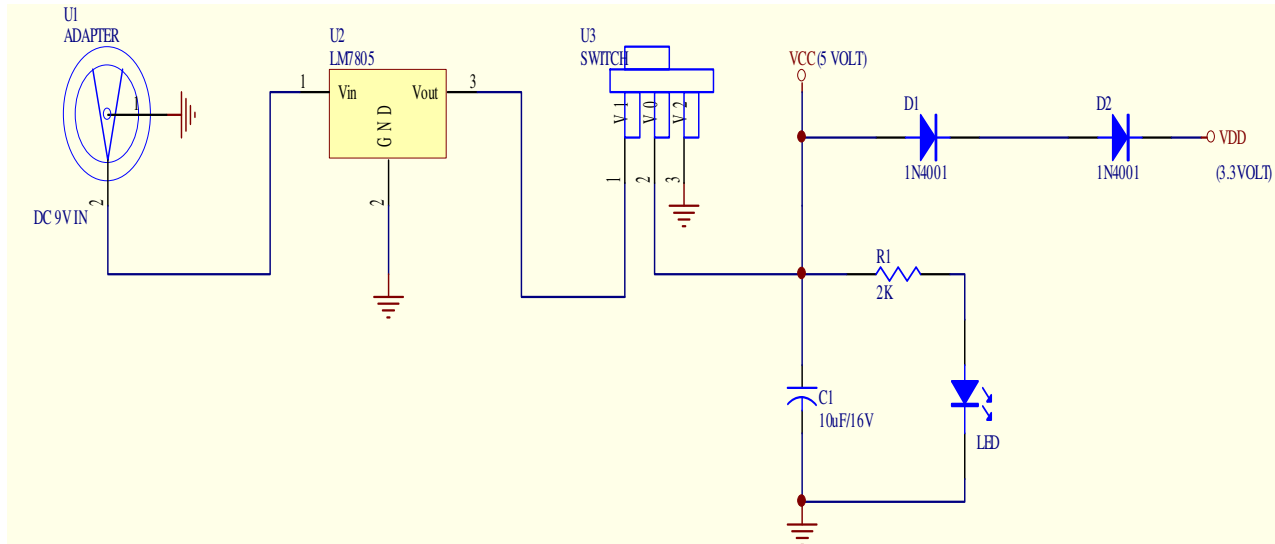 U1
ADAPTER
1
2
DC 9V IN
U2
LM7805
1
Vin
Vout
3
GND
2
U3
SWITCH
V1
V0
V2
1
2
3
VCC (5 VOLT)
D1
1N4001
D2
1N4001
VDD
(3.3VOLT)
R1
2K
C1
10uF/16V
LED